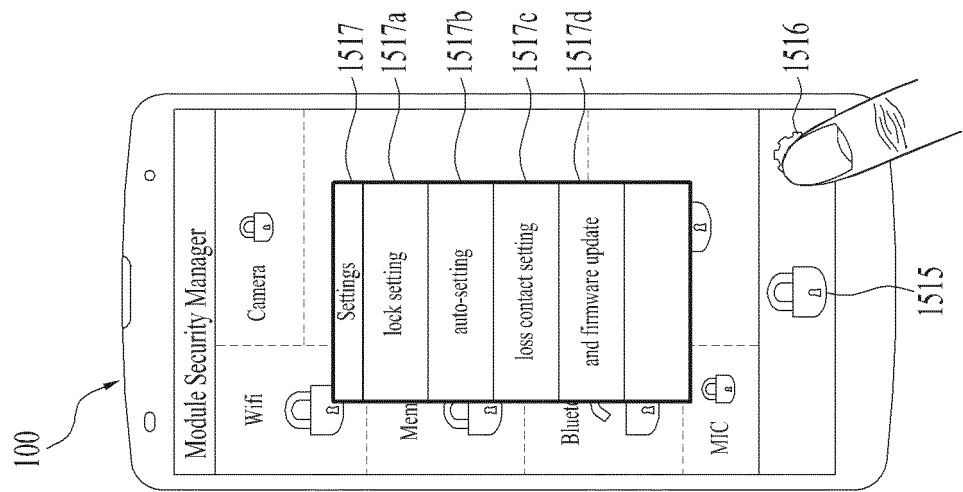 100
Module Security Manager
Wifi
Camera
Mem
Bluet
MIC
Settings
lock setting
auto-setting
loss contact setting
and firmware update
1517
1517a
1517b
1517c
1517d
1516
1515